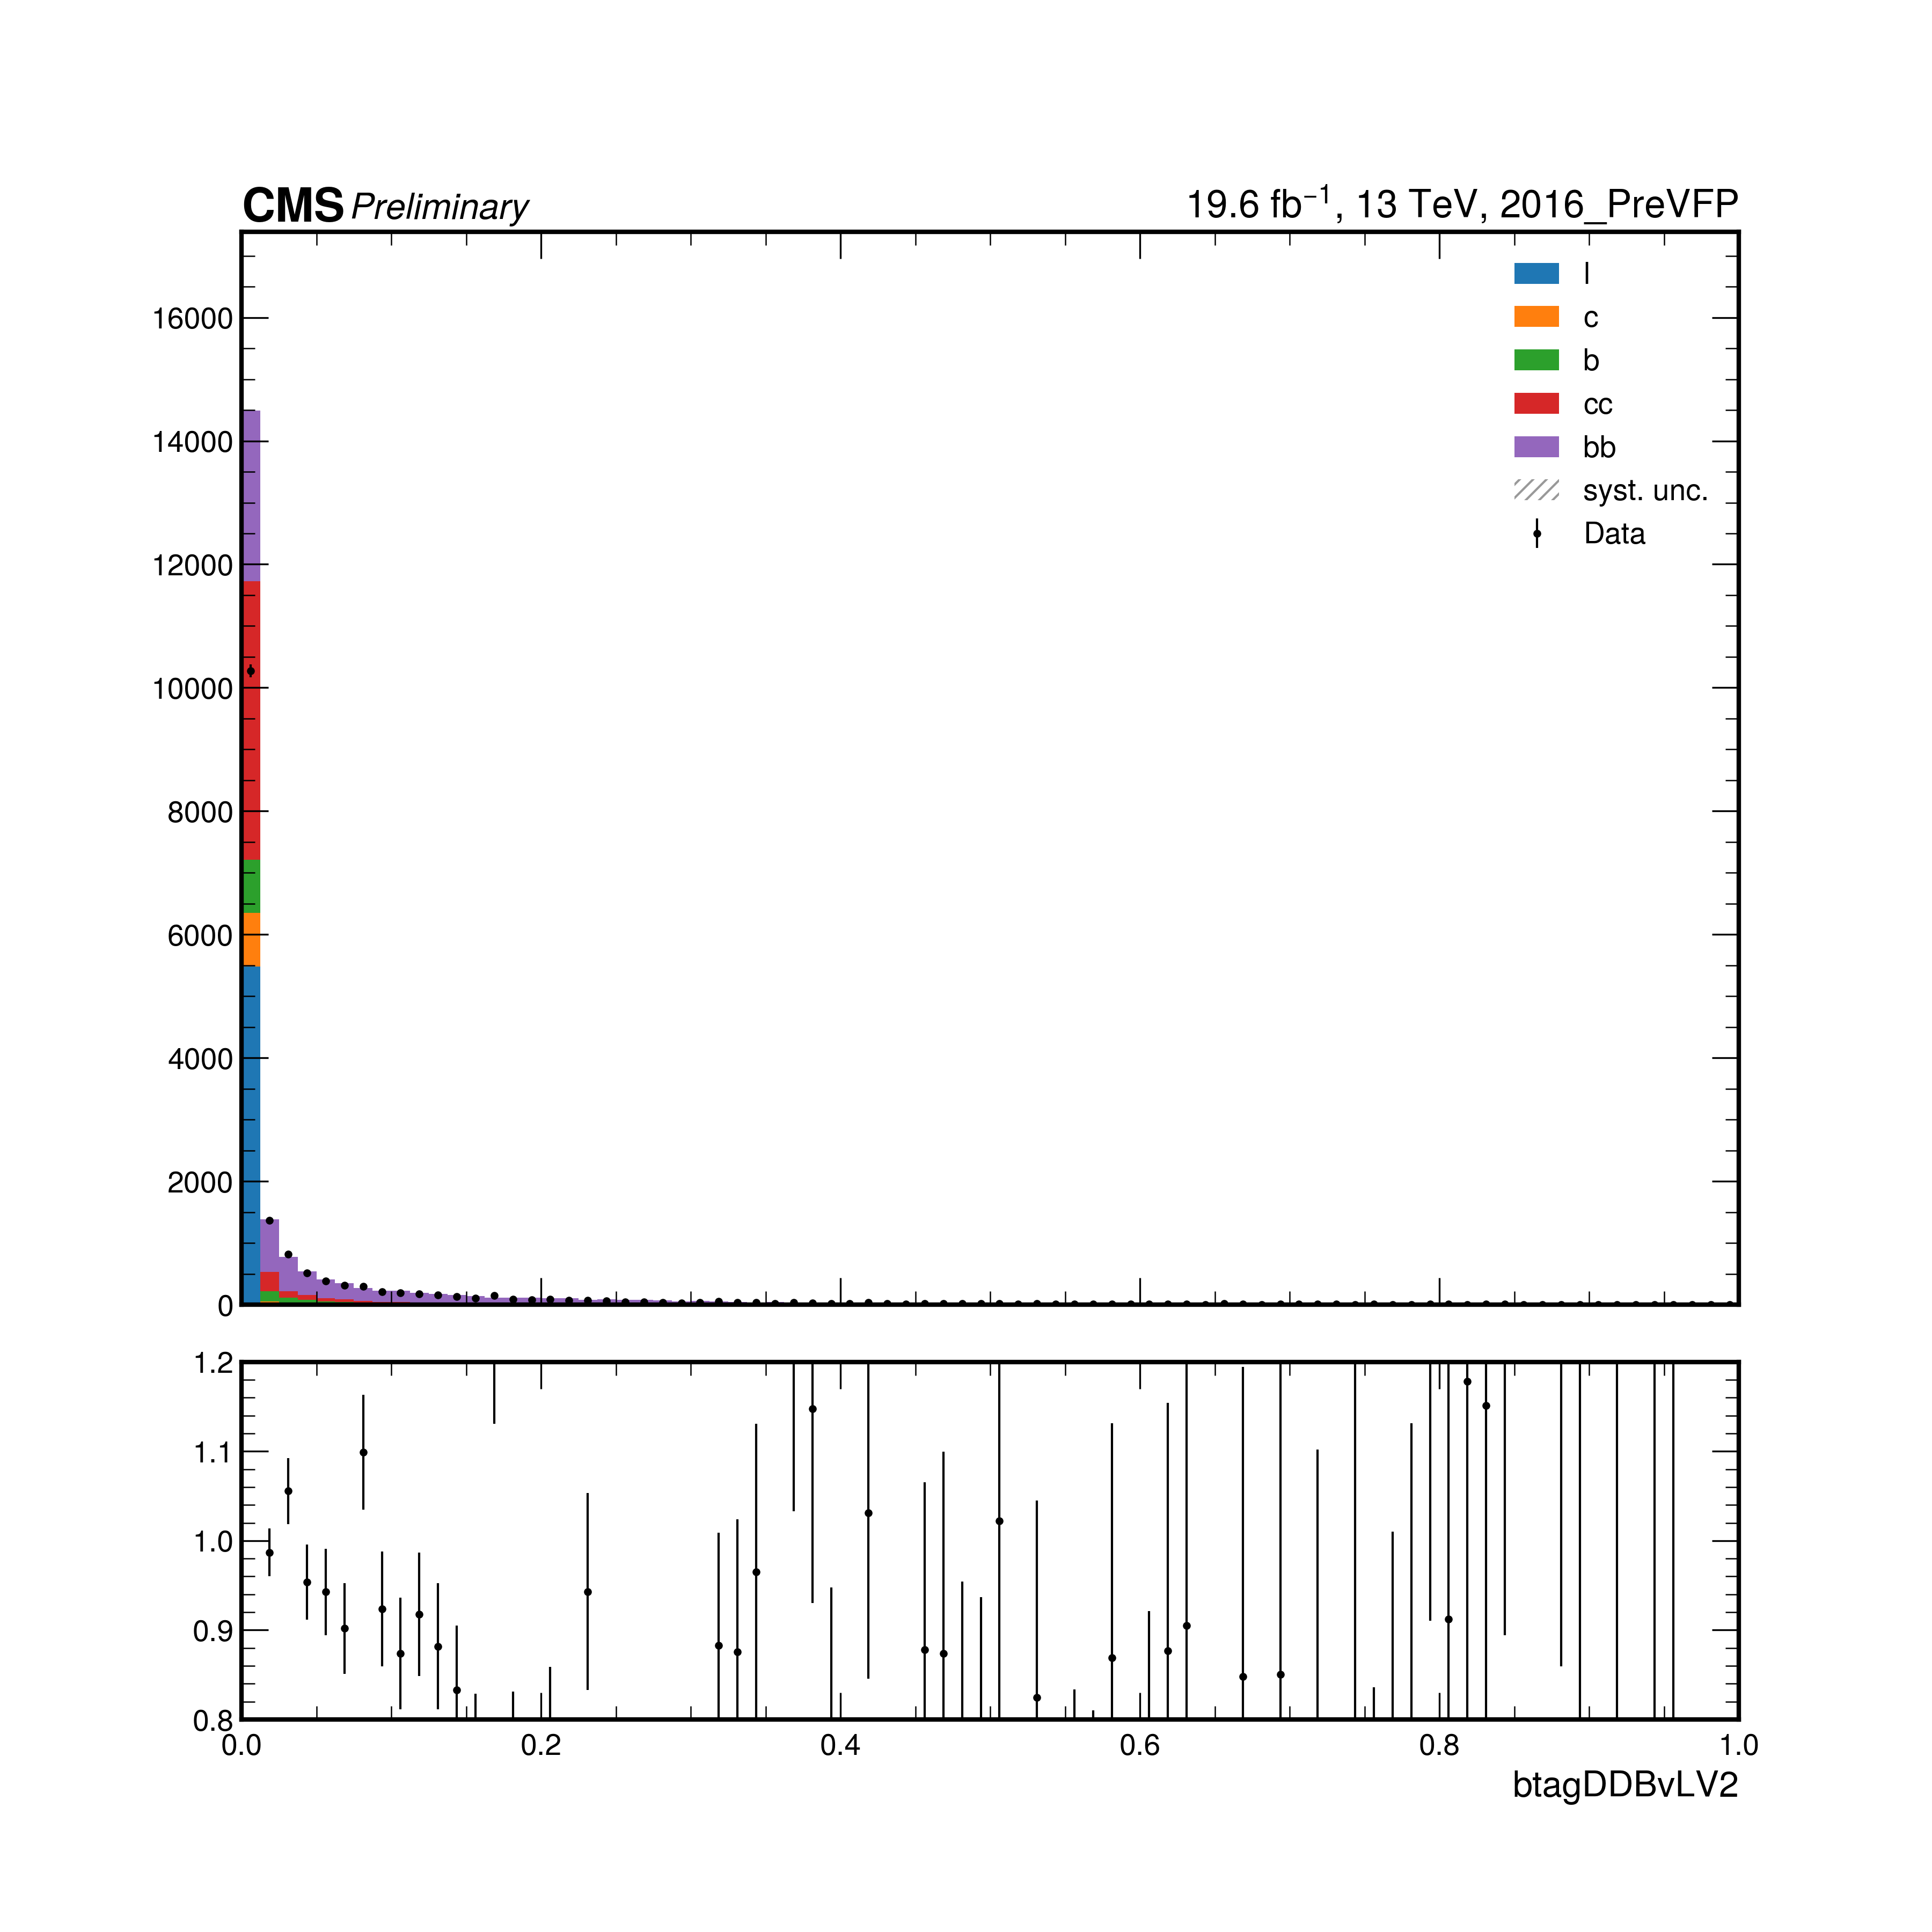 CMS Preliminary
19.6 fb⁻¹, 13 TeV, 2016_PreVFP
16000
14000
12000
10000
8000
6000
4000
2000
0
l
c
b
cc
bb
syst. unc.
Data
1.2
1.1
1.0
0.9
0.8
0.0 0.2 0.4 0.6 0.8 1.0
btagDDBvLV2